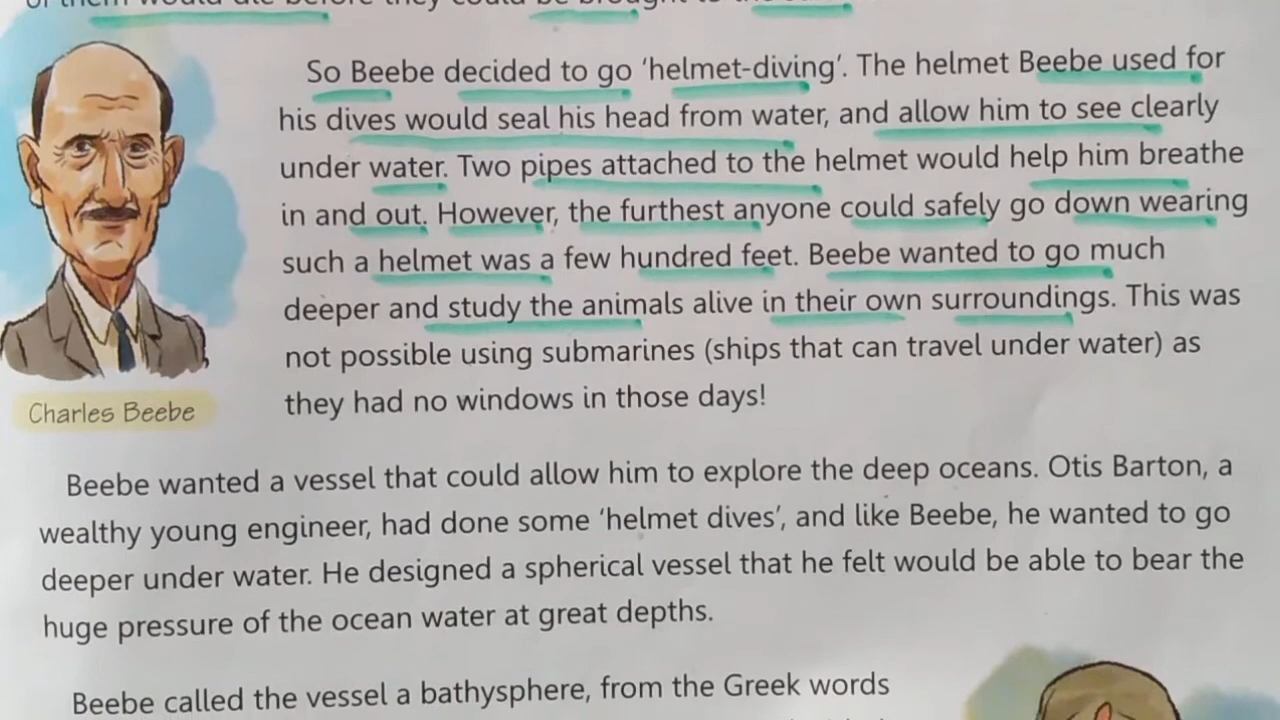 So Beebe decided to go 'helmet-diving'. The helmet Beebe used for
his dives would seal his head from water, and allow him to see clearly
under water. Two pipes attached to the helmet would help him breathe
in and out. However, the furthest anyone could safely go down wearing
such a helmet was a few hundred feet. Beebe wanted to go much
deeper and study the animals alive in their own surroundings. This was
not possible using submarines (ships that can travel under water) as
they had no windows in those days!
Charles Beebe
Beebe wanted a vessel that could allow him to explore the deep oceans. Otis Barton, a
wealthy young engineer, had done some 'helmet dives', and like Beebe, he wanted to go
deeper under water. He designed a spherical vessel that he felt would be able to bear the
huge pressure of the ocean water at great depths.
Beebe called the vessel a bathysphere, from the Greek words